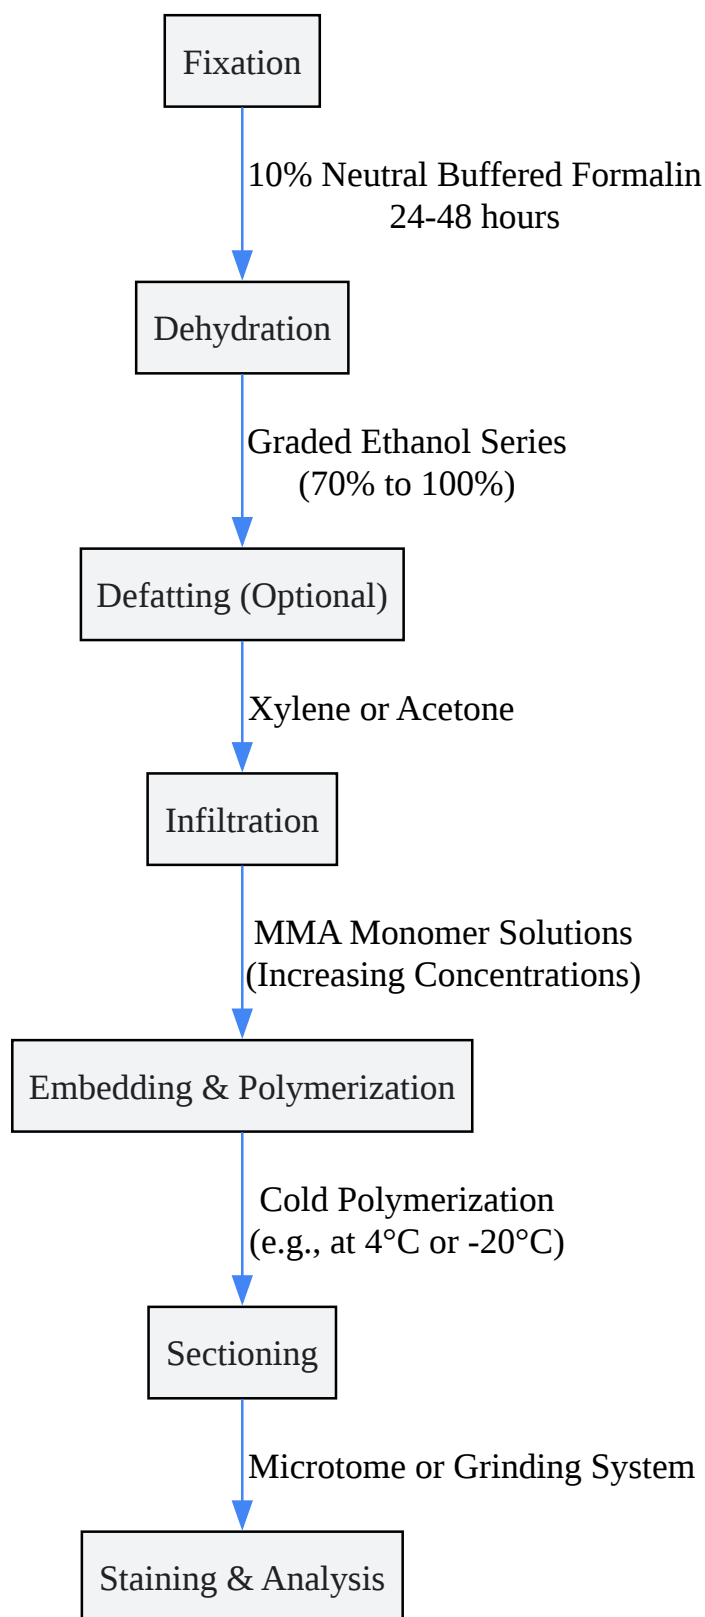 Fixation
10% Neutral Buffered Formalin
24-48 hours
Dehydration
Graded Ethanol Series
(70% to 100%)
Defatting (Optional)
Xylene or Acetone
Infiltration
MMA Monomer Solutions
(Increasing Concentrations)
Embedding & Polymerization
Cold Polymerization
(e.g., at 4°C or -20°C)
Sectioning
Microtome or Grinding System
Staining & Analysis